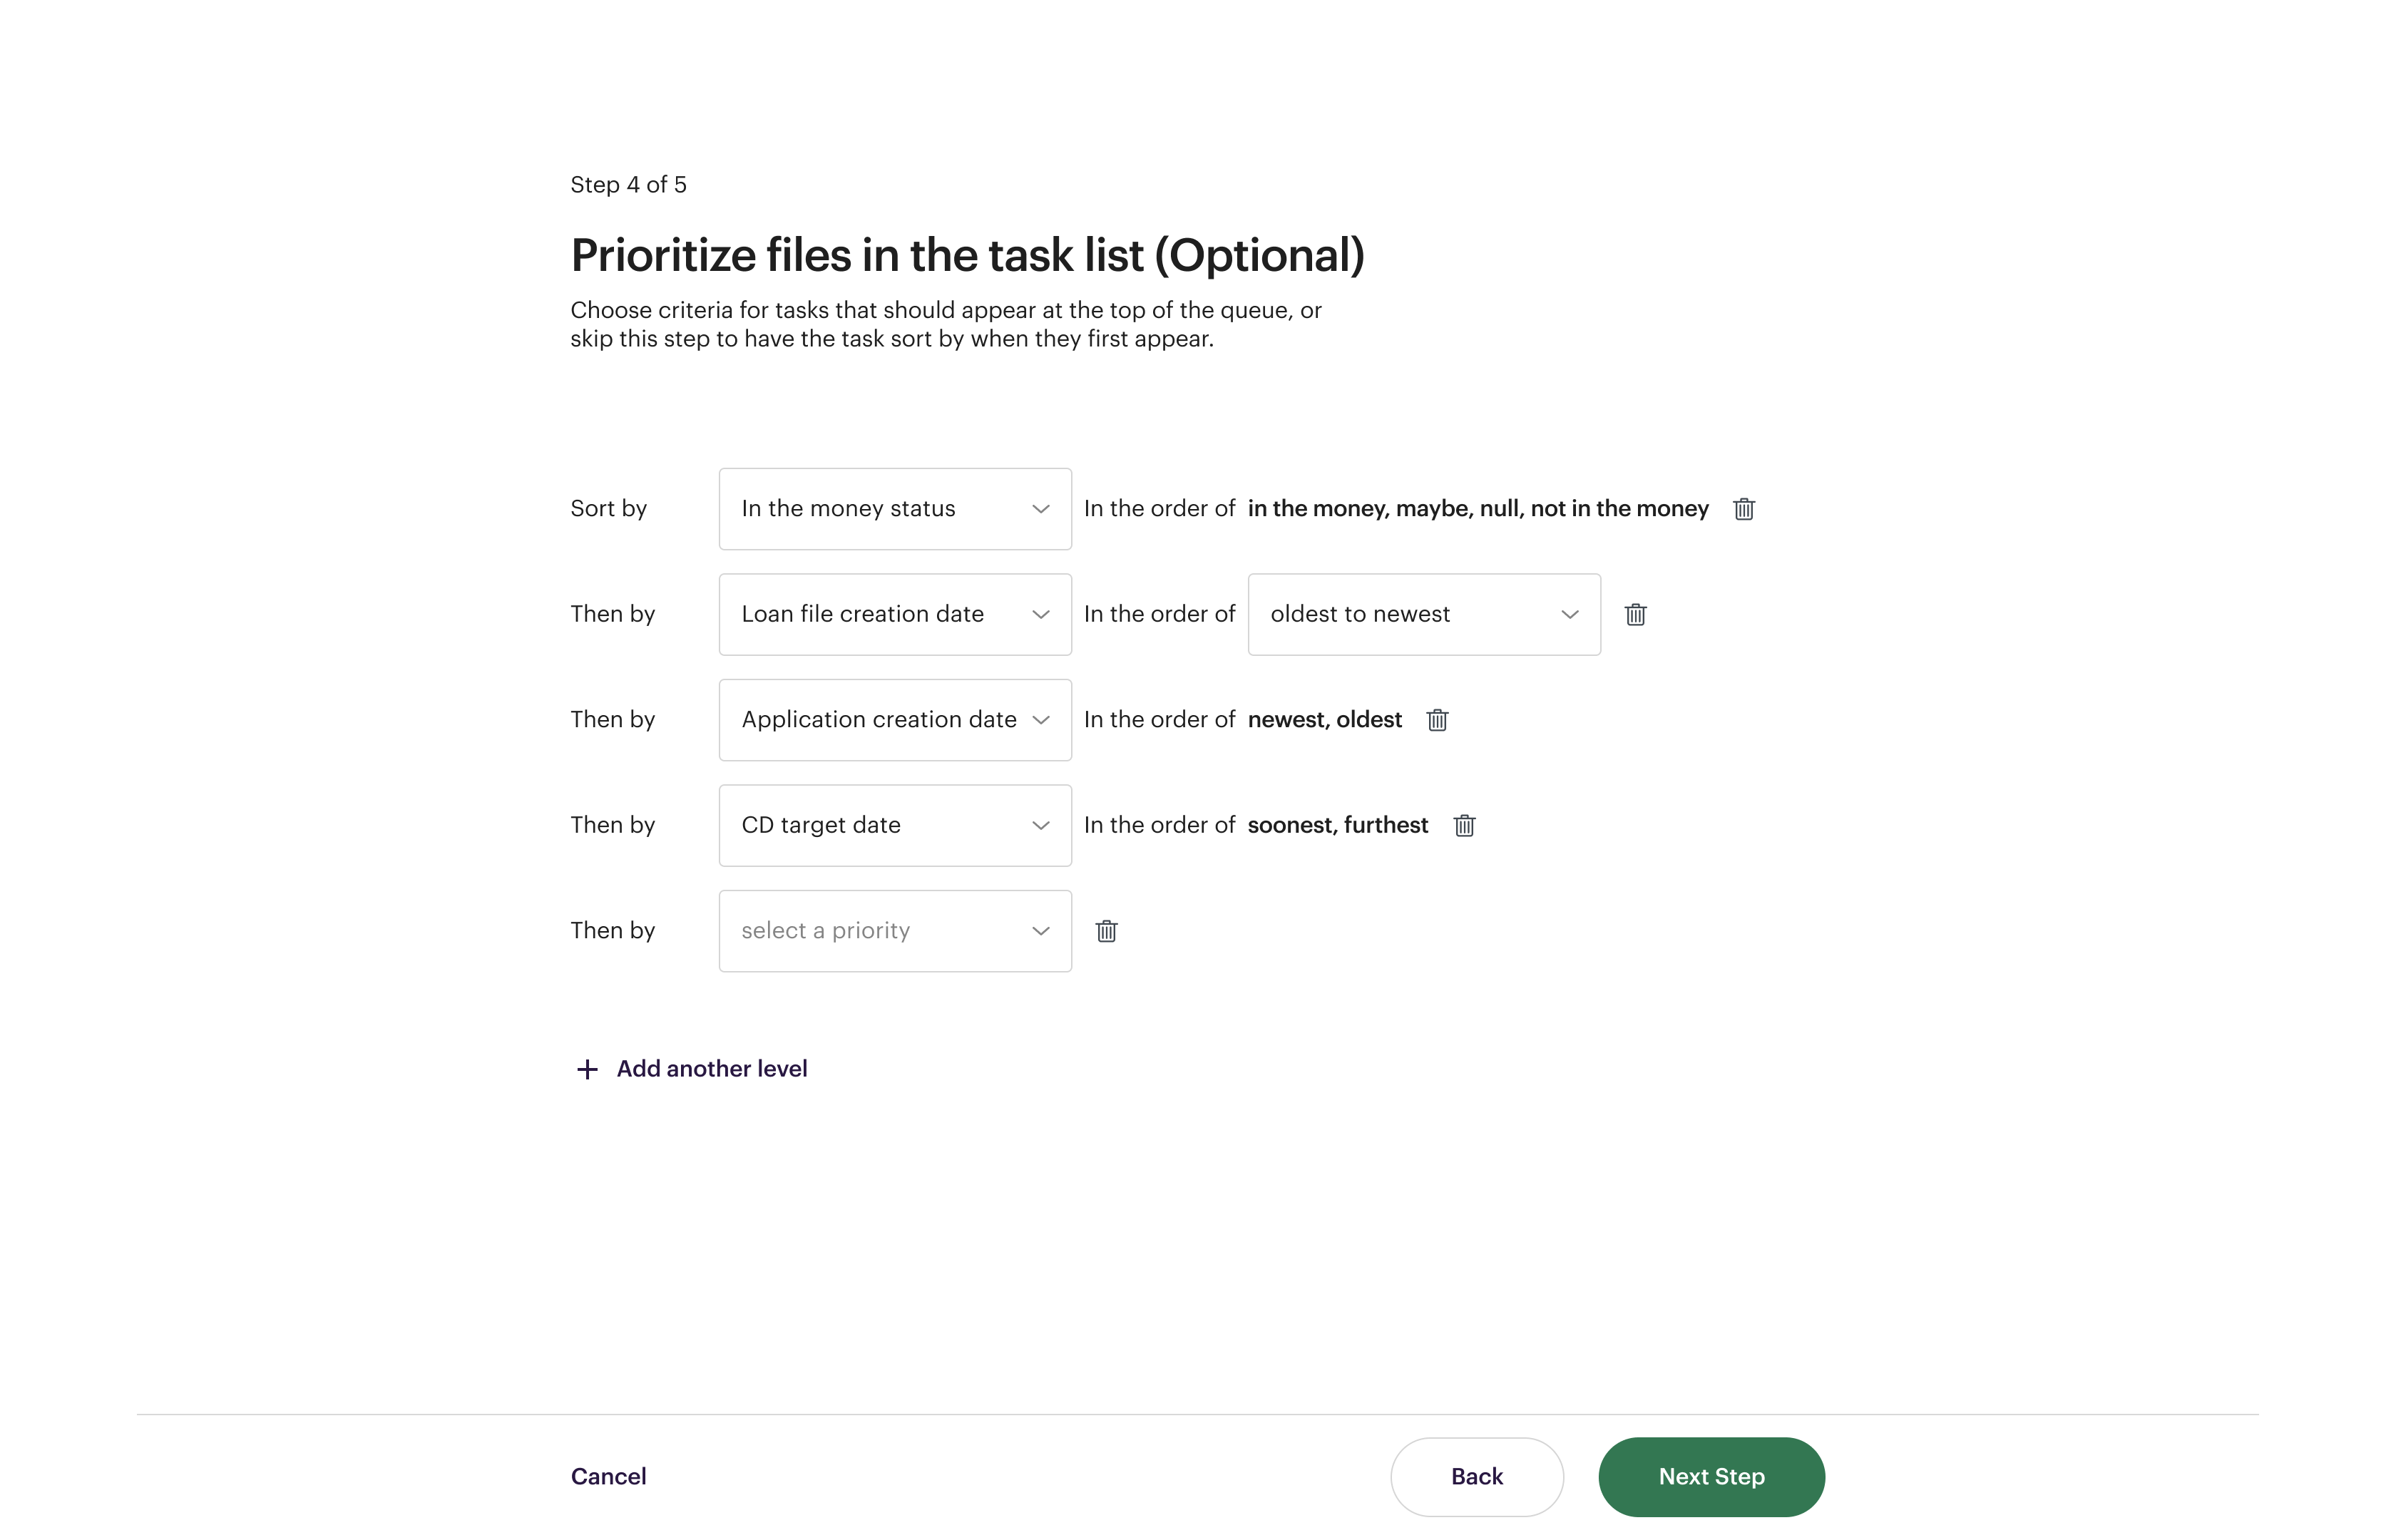 Step 4 of 5
Prioritize files in the task list (Optional)
Choose criteria for tasks that should appear at the top of the queue, or
skip this step to have the task sort by when they first appear.
Sort by In the money status In the order of in the money, maybe, null, not in the money
Then by Loan file creation date In the order of oldest to newest
Then by Application creation date In the order of newest, oldest
Then by CD target date In the order of soonest, furthest
Then by select a priority
Add another level
Cancel Back Next Step